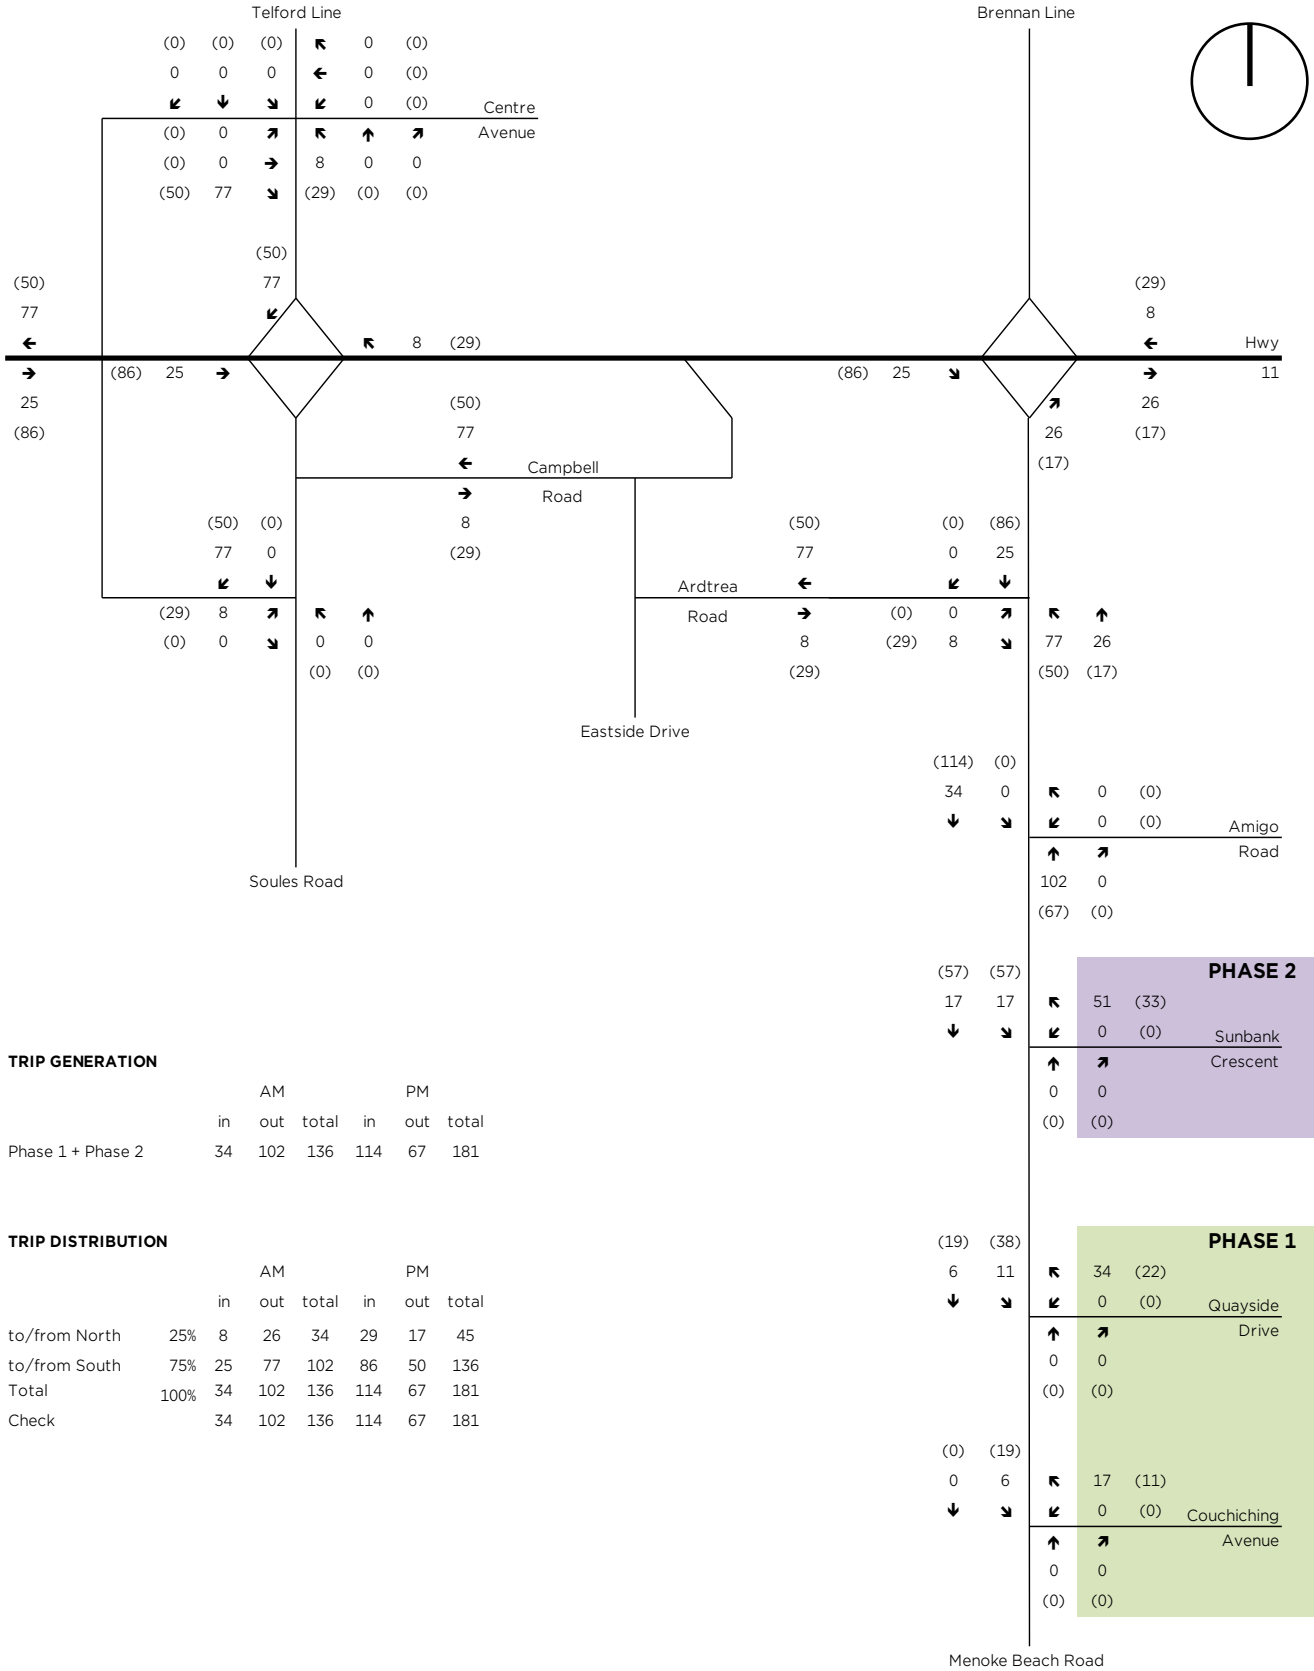 Telford Line Brennan Line
(0) (0) (0) 0 (0)
0 0 0 0 (0)
0 (0) Centre
(0) 0 Avenue
(0) 0 8 0 0
(50) 77 (29) (0) (0)
(50)
(50) 77 (29)
77 8
8 (29) Hwy
(86) 25 (86) 25 11
25 (50) 26
(86) 77 26 (17)
Campbell (17)
Road
(50) (0) 8 (50) (0) (86)
77 0 (29) 77 0 25
Ardtrea
(29) 8 Road (0) 0
(0) 0 0 0 8 (29) 8 77 26
(0) (0) (29) (50) (17)
Eastside Drive
(114) (0)
34 0 0 (0)
0 (0) Amigo
Road
Soules Road 102 0
(67) (0)
(57) (57) PHASE 2
17 17 51 (33)
0 (0) Sunbank
TRIP GENERATION Crescent
AM PM 0 0
in out total in out total (0) (0)
Phase 1 + Phase 2 34 102 136 114 67 181
TRIP DISTRIBUTION (19) (38) PHASE 1
AM PM 6 11 34 (22)
in out total in out total 0 (0) Quayside
to/from North 25% 8 26 34 29 17 45 Drive
to/from South 75% 25 77 102 86 50 136 0 0
Total 100% 34 102 136 114 67 181 (0) (0)
Check 34 102 136 114 67 181
(0) (19)
0 6 17 (11)
0 (0) Couchiching
Avenue
0 0
(0) (0)
Menoke Beach Road